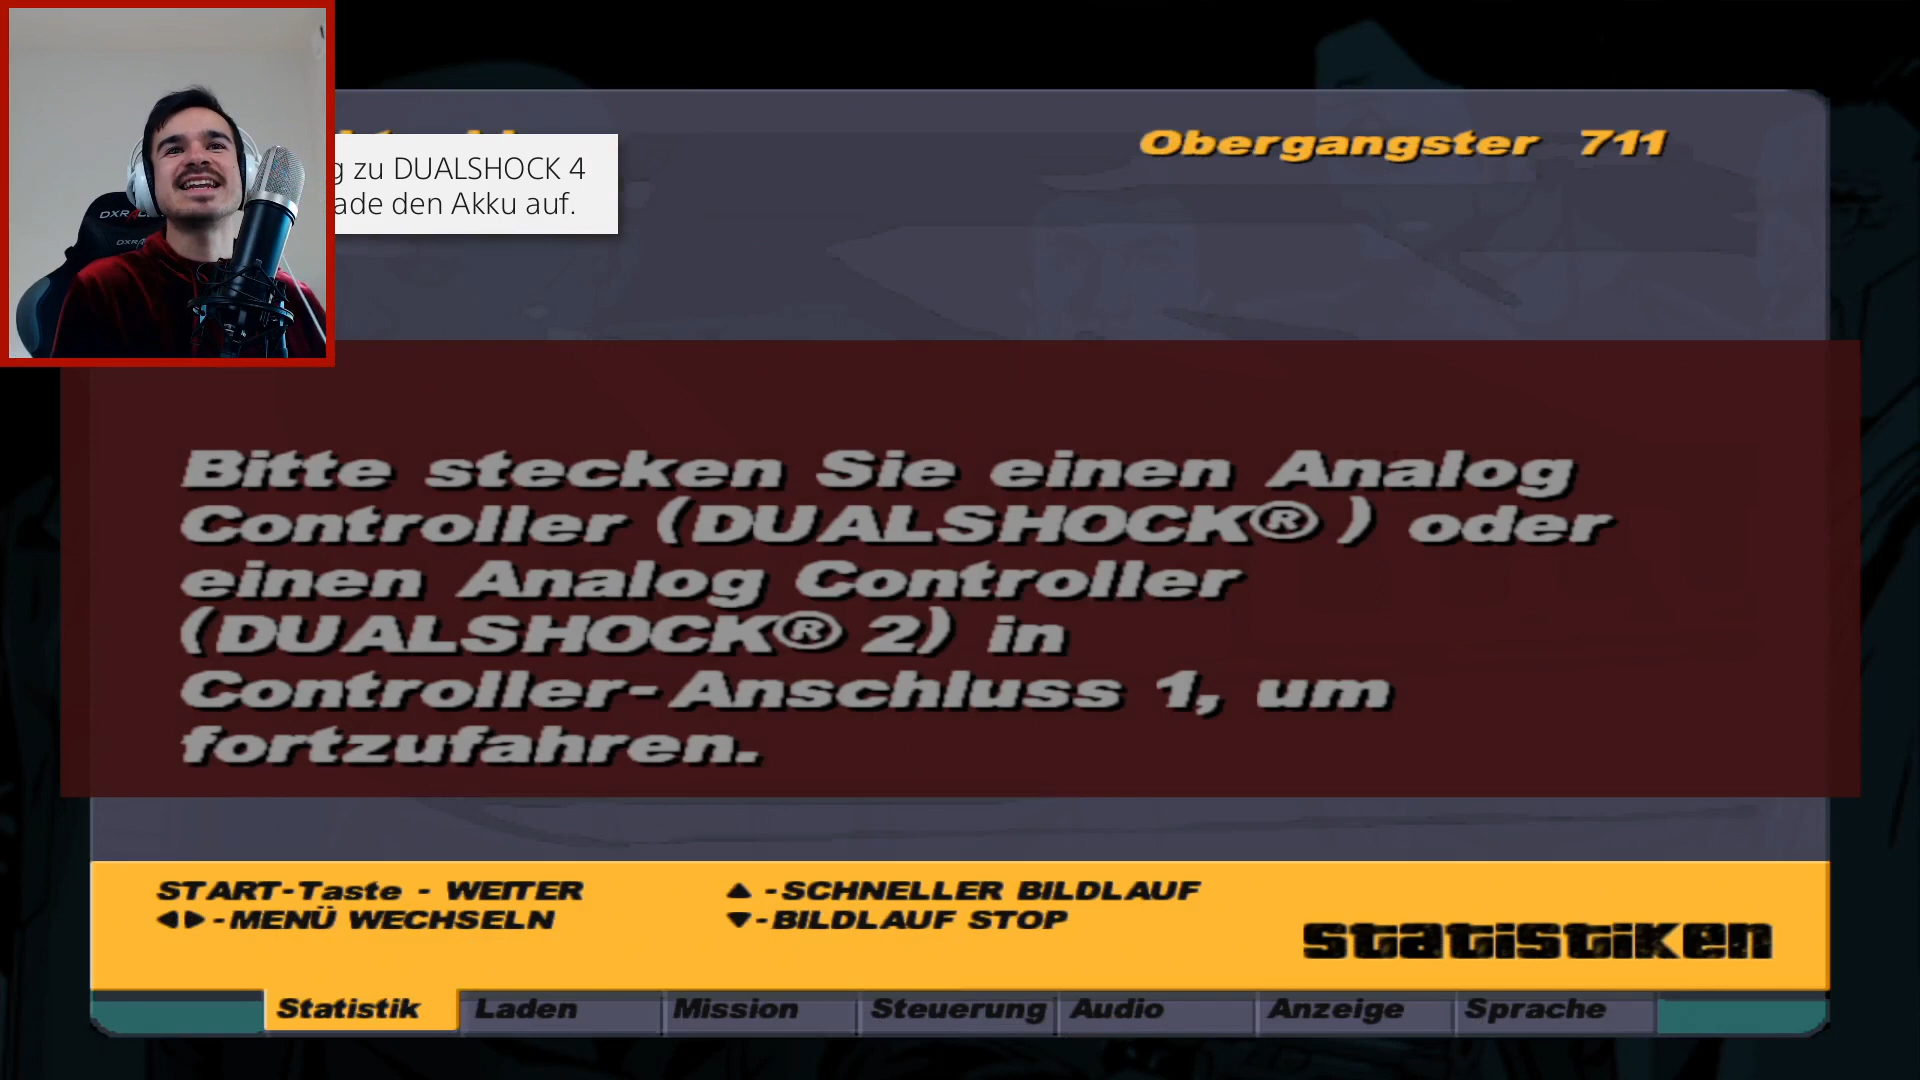 DXRACER
DXRA
zu DUALSHOCK 4
den Akku auf.
Obergangster 711
Bitte stecken Sie einen Analog
Controller (DUALSHOCK® ) oder
einen Analog Controller
(DUALSHOCK® 2) in
Controller-Anschluss 1, um
fortzufahren.
START-Taste - WEITER
◀▶-MENÜ WECHSELN
▲ -SCHNELLER BILDLAUF
▼-BILDLAUF STOP
Statistiken
Statistik Laden Mission Steuerung Audio Anzeige Sprache